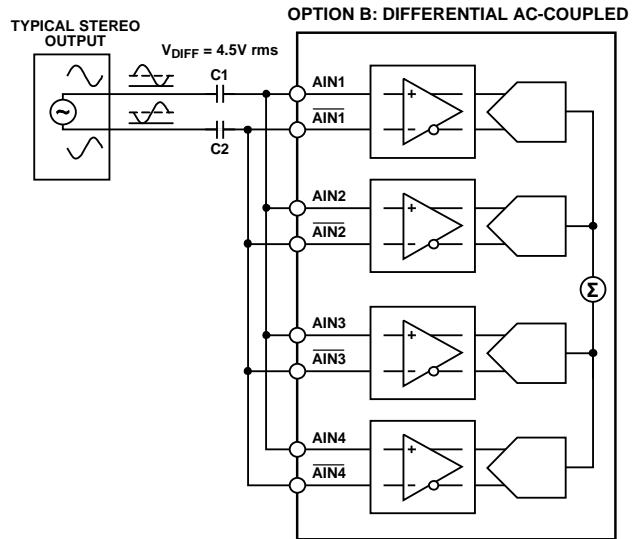 OPTION B: DIFFERENTIAL AC-COUPLED
TYPICAL STEREO
OUTPUT
VDIFF = 4.5V rms
C1
C2
~
AIN1
AIN1
AIN2
AIN2
AIN3
AIN3
AIN4
AIN4
+
–
+
–
+
–
+
–
Σ